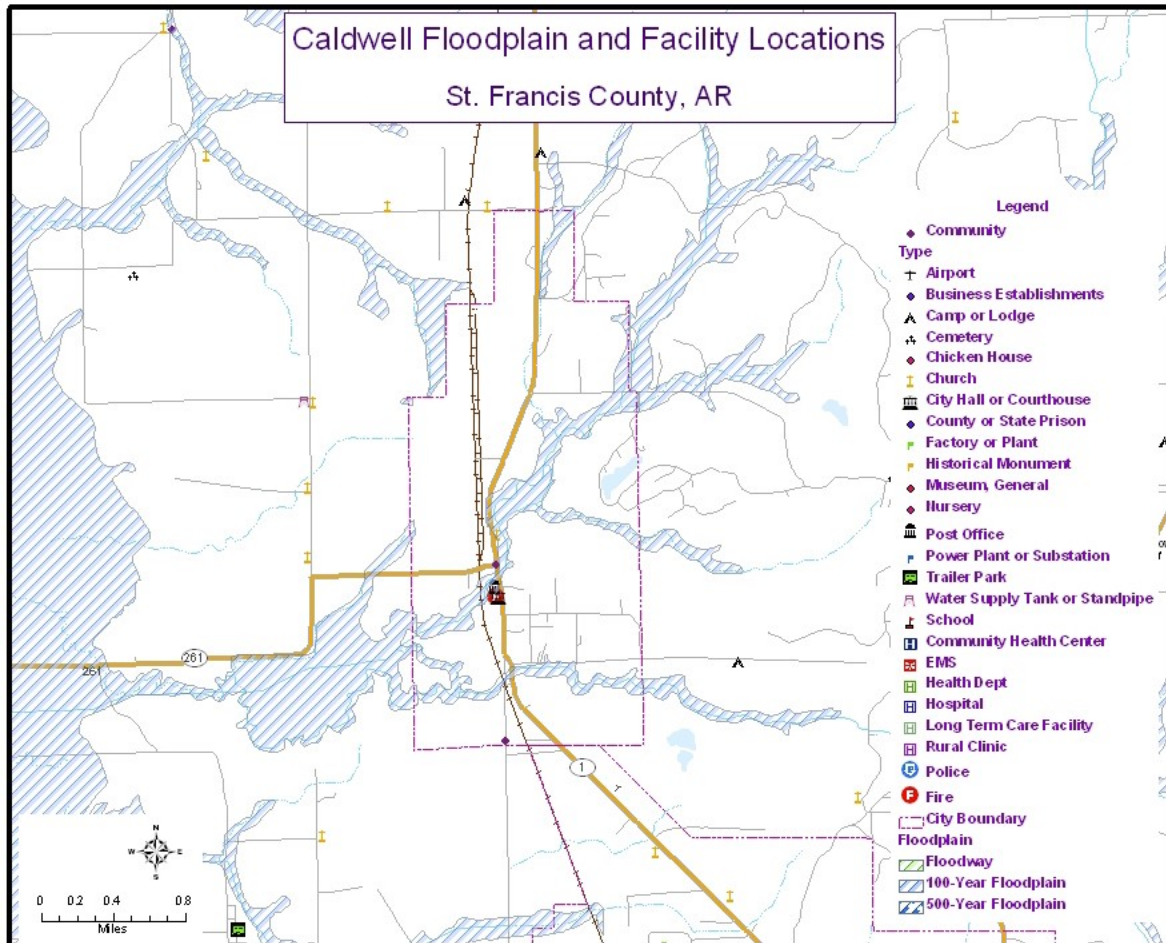 Caldwell Floodplain and Facility Locations
St. Francis County, AR
Legend
Community
Type
Airport
Business Establishments
Camp or Lodge
Cemetery
Chicken House
Church
City Hall or Courthouse
County or State Prison
Factory or Plant
Historical Monument
Museum, General
Nursery
Post Office
Power Plant or Substation
Trailer Park
Water Supply Tank or Standpipe
School
H Community Health Center
EMS
H Health Dept
H Hospital
H Long Term Care Facility
H Rural Clinic
P Police
F Fire
City Boundary
Floodplain
Floodway
100-Year Floodplain
500-Year Floodplain
261
261
1
N
W E
S
0 0.2 0.4 0.8
Miles